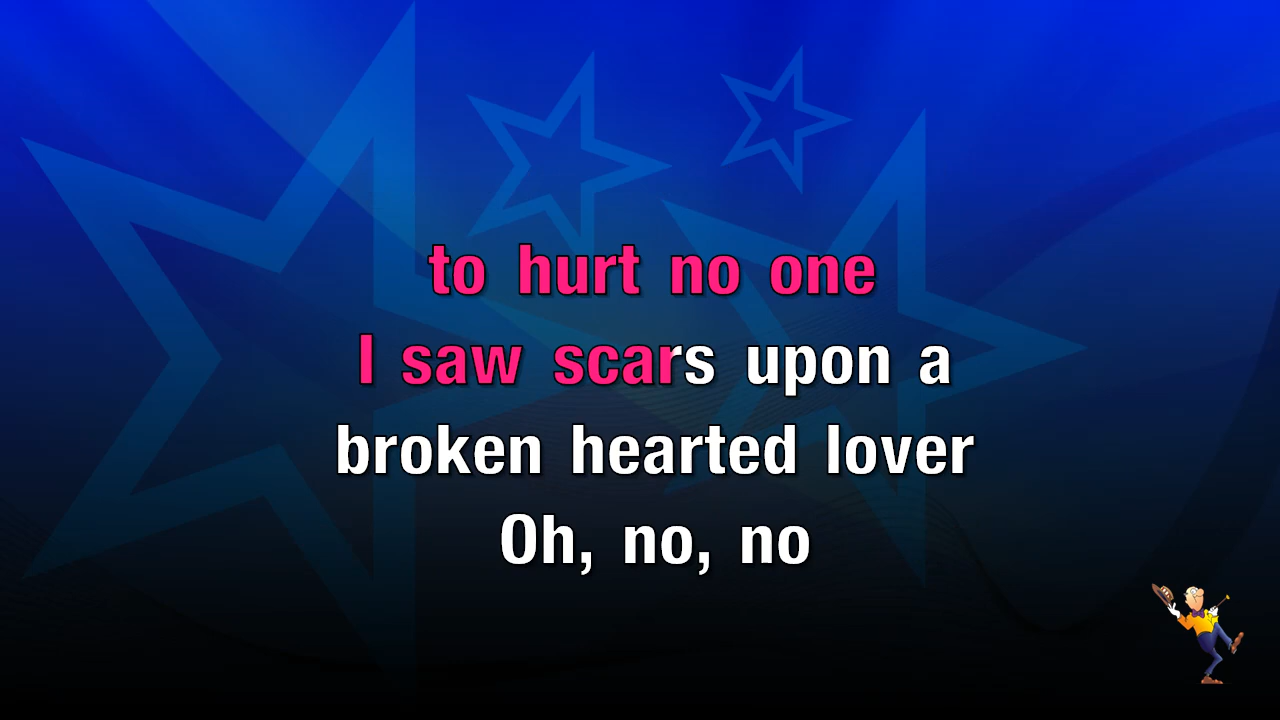 to hurt no one
I saw scars upon a
broken hearted lover
Oh, no, no